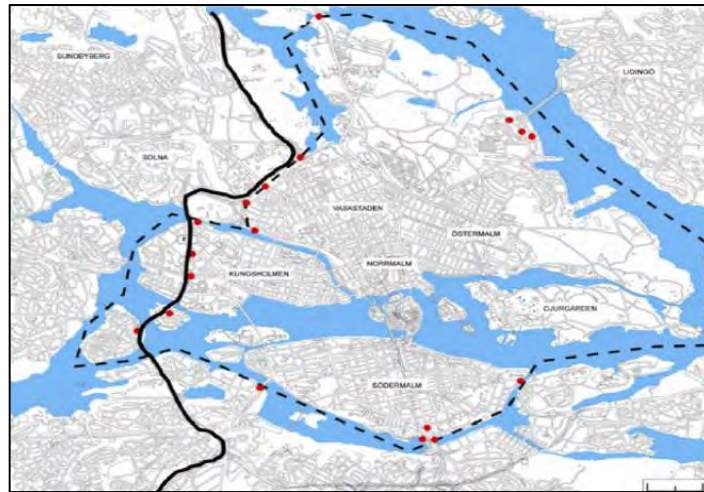 SUNDBYBERG
LIDINGÖ
SOLNA
VASASTADEN
ÖSTERMALM
NORRMALM
KUNGSHOLMEN
DJURGÅRDEN
SÖDERMALM